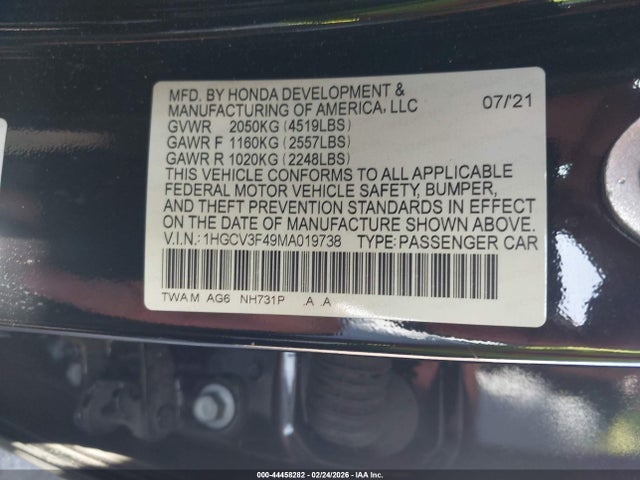 MFD. BY HONDA DEVELOPMENT &
MANUFACTURING OF AMERICA, LLC 07/'21
GVWR 2050KG (4519LBS)
GAWR F 1160KG (2557LBS)
GAWR R 1020KG (2248LBS)
THIS VEHICLE CONFORMS TO ALL APPLICABLE
FEDERAL MOTOR VEHICLE SAFETY, BUMPER,
AND THEFT PREVENTION STANDARDS IN EFFECT
ON THE DATE OF MANUFACTURE SHOWN ABOVE.
V.I.N.:1HGCV3F49MA019738 TYPE:PASSENGER CAR
TWA M AG6 NH731P .A .A
000-44458282 - 02/24/2026 - IAA Inc.